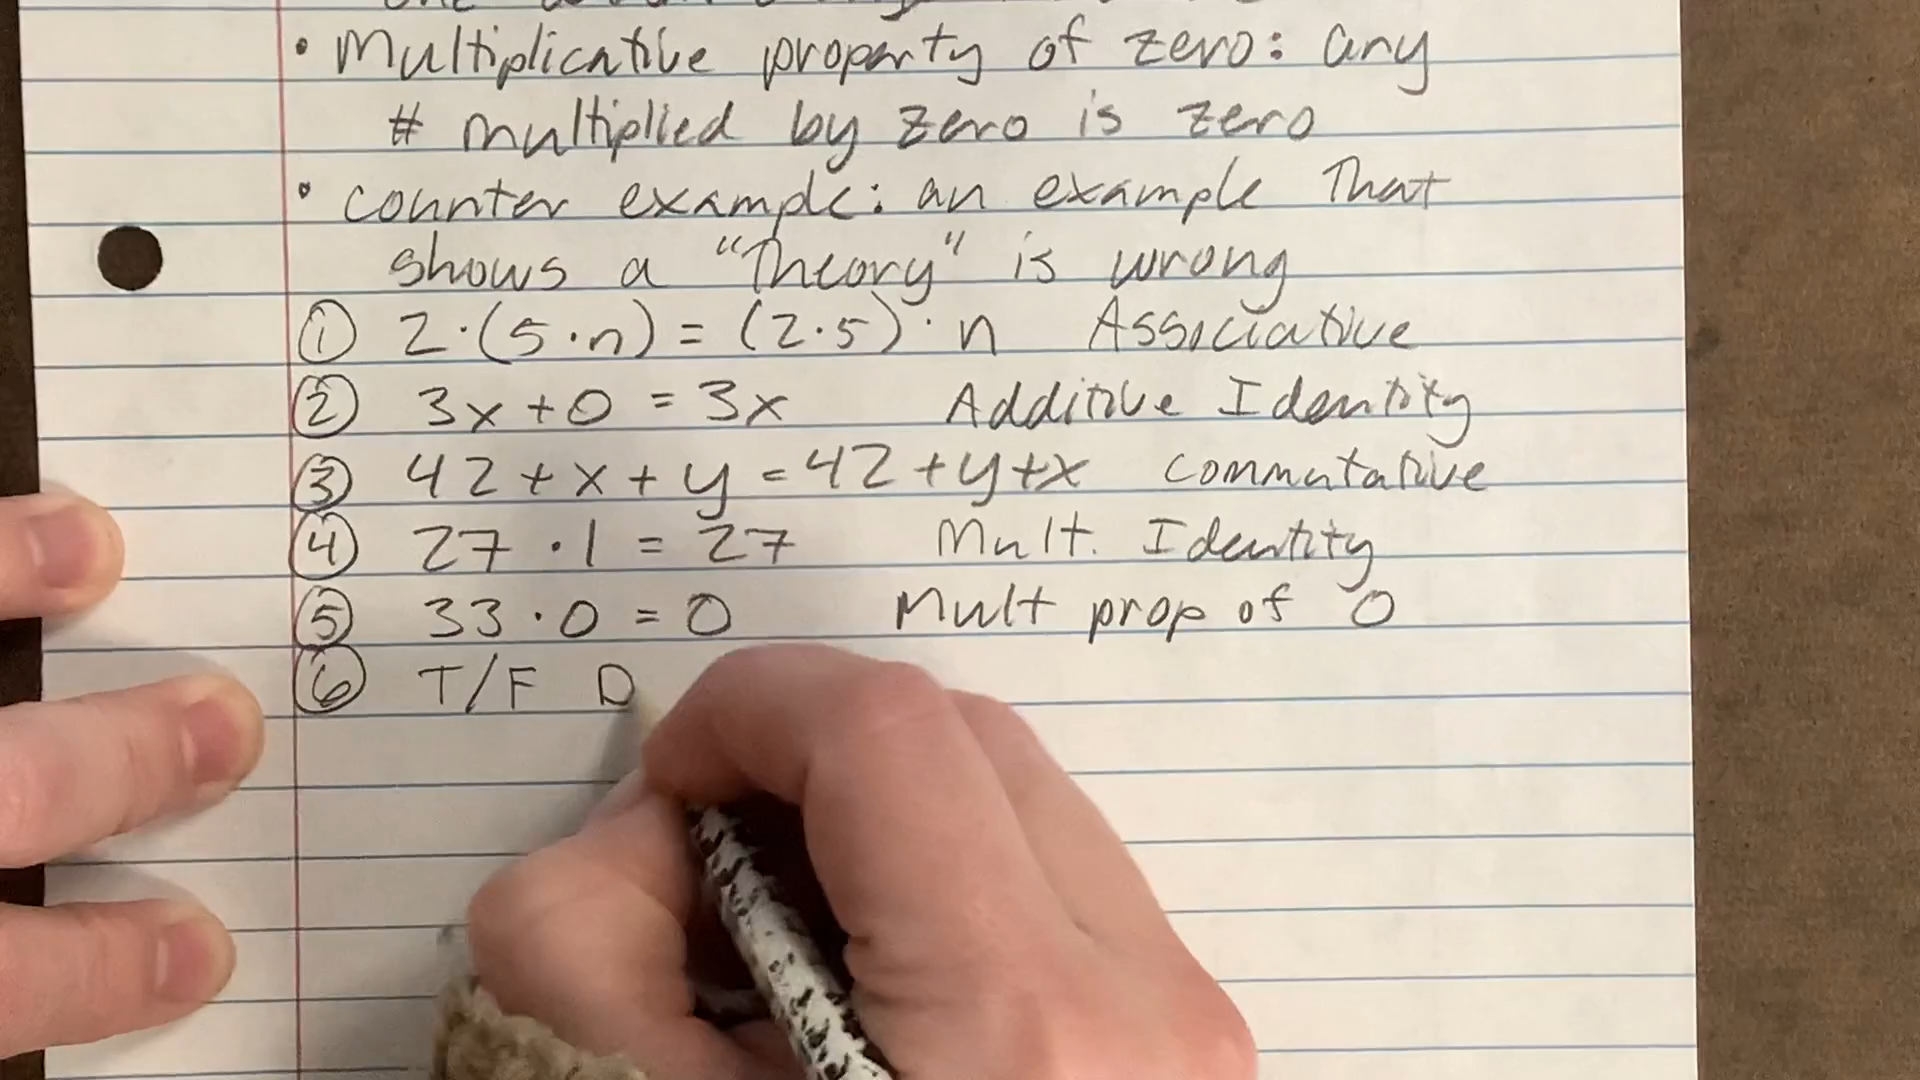 • Multiplicative property of zero: any
# multiplied by zero is zero
• counter example: an example that
shows a "Theory" is wrong
① 2·(5·n) = (2·5)·n Associative
② 3x+0 = 3x Additive Identity
③ 42+x+y = 42+y+x commutative
④ 27·1 = 27 Mult. Identity
⑤ 33·0 = 0 Mult prop of 0
⑥ T/F D